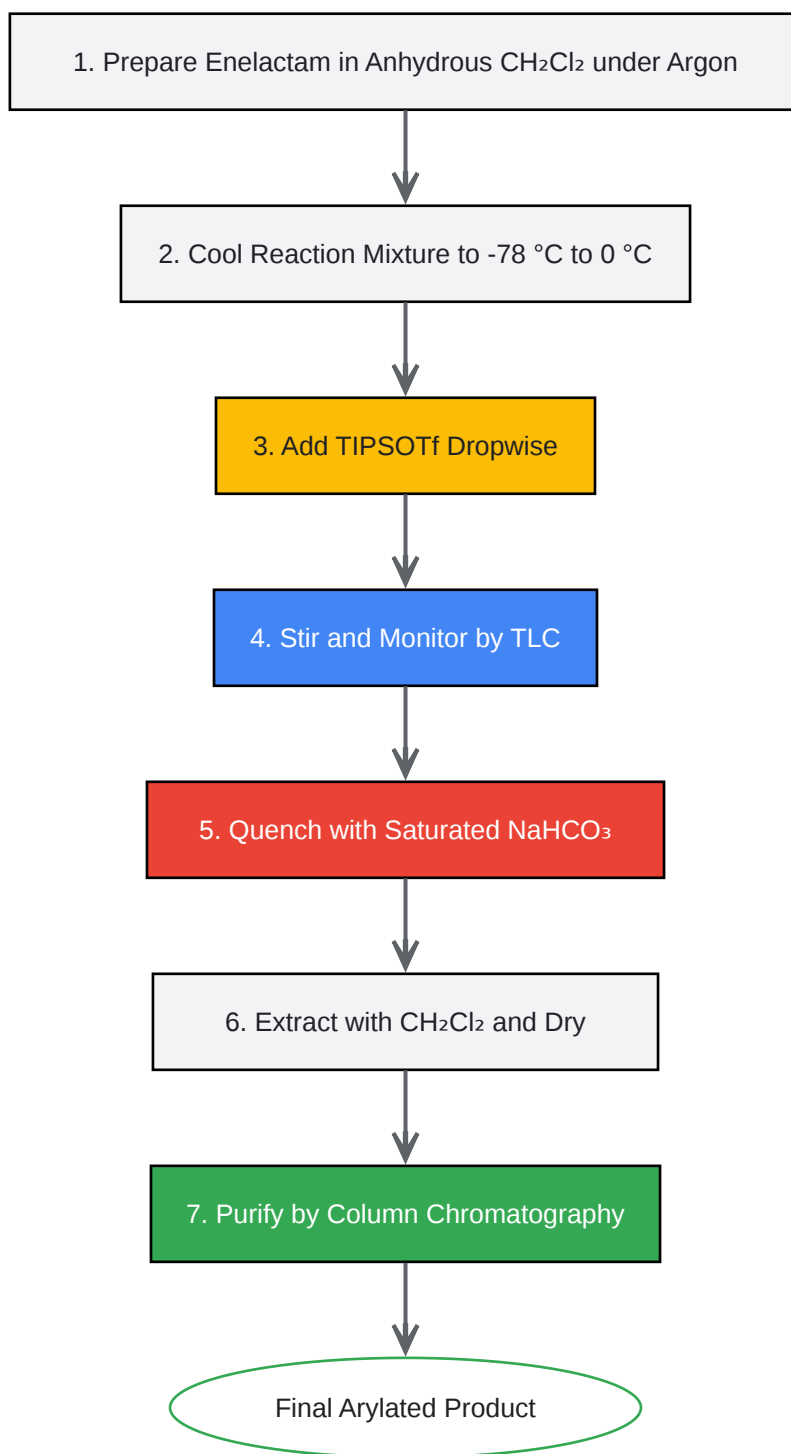 1. Prepare Enelactam in Anhydrous CH₂Cl₂ under Argon
2. Cool Reaction Mixture to -78 °C to 0 °C
3. Add TIPSOTf Dropwise
4. Stir and Monitor by TLC
5. Quench with Saturated NaHCO₃
6. Extract with CH₂Cl₂ and Dry
7. Purify by Column Chromatography
Final Arylated Product